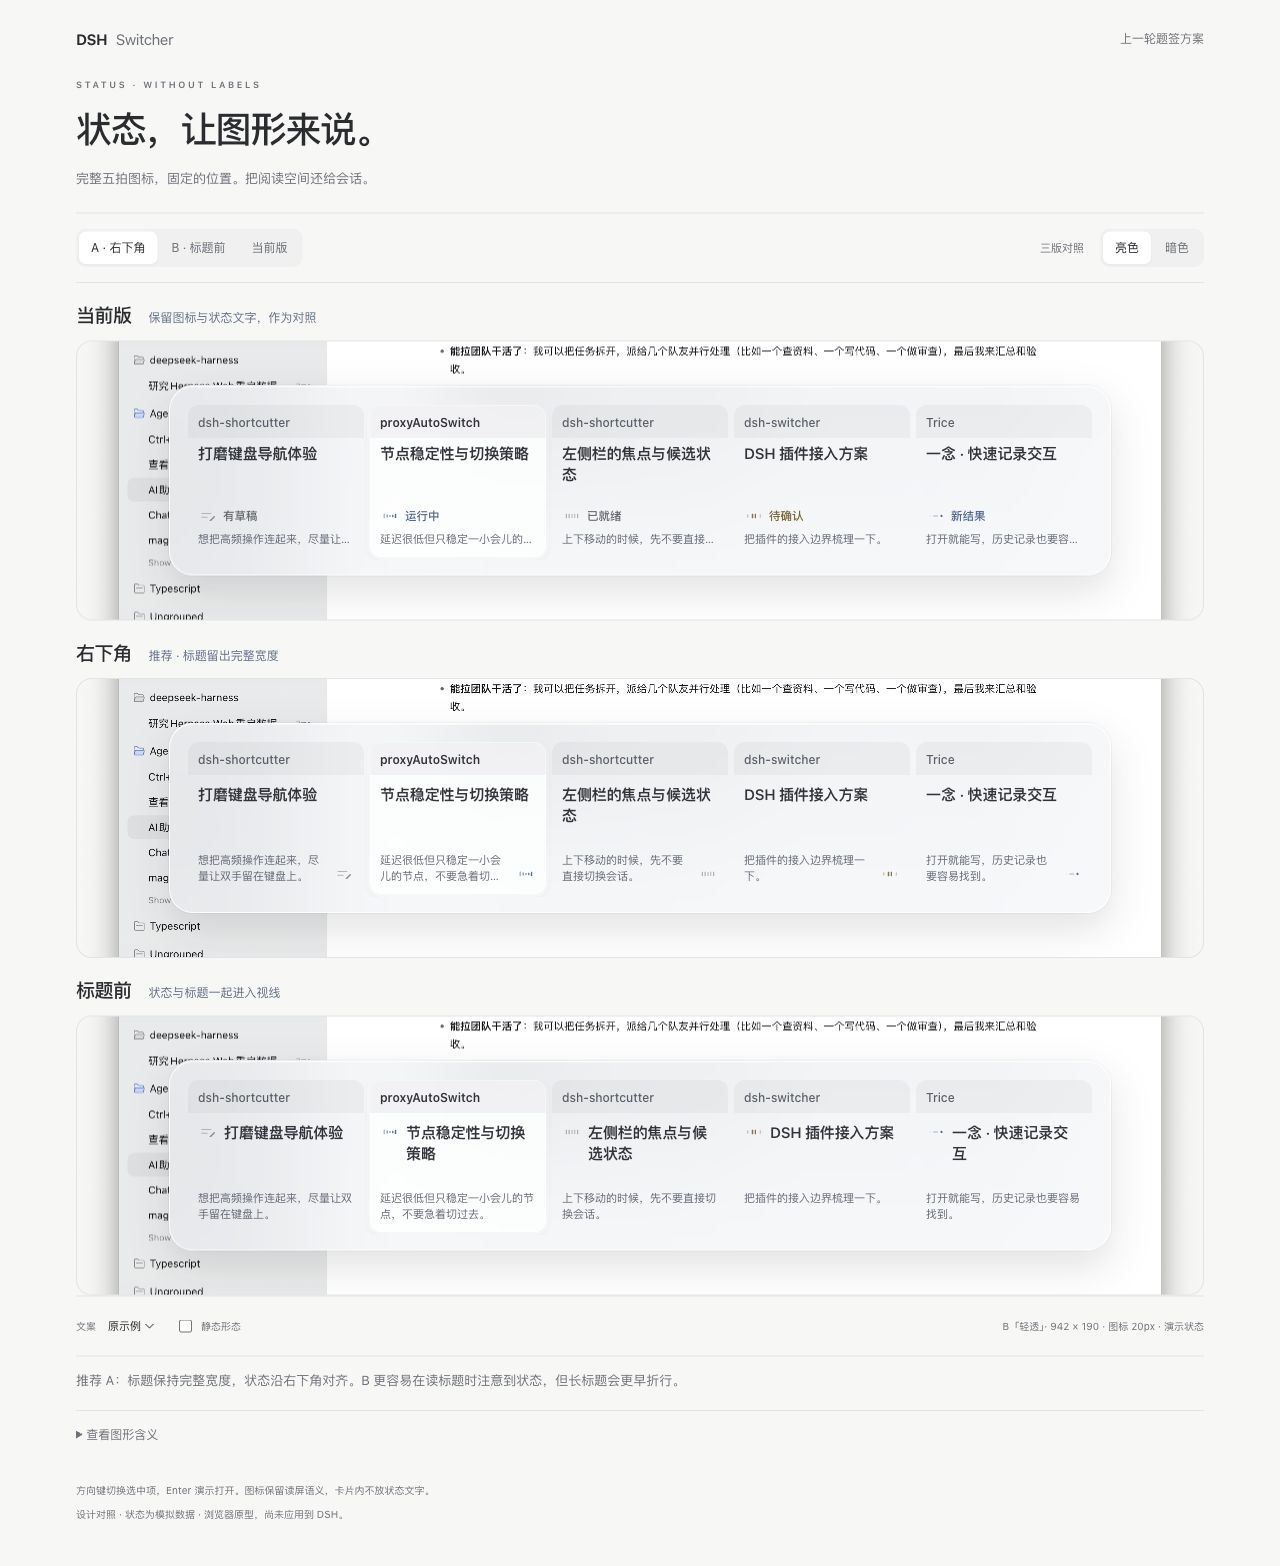 DSH Switcher
上一轮题签方案
STATUS · WITHOUT LABELS
状态，让图形来说。
完整五拍图标，固定的位置。把阅读空间还给会话。
A · 右下角 B · 标题前 当前版
三版对照 亮色 暗色
当前版 保留图标与状态文字，作为对照
deepseek-harness
• 能拉团队干活了：我可以把任务拆开，派给几个队友并行处理（比如一个查资料、一个写代码、一个做审查），最后我来汇总和验
收。
Age
Ctrl+
查看
AI助
Chat
mag
Show
Typescript
Ungrouped
dsh-shortcutter
打磨键盘导航体验
有草稿
想把高频操作连起来，尽量让...
proxyAutoSwitch
节点稳定性与切换策略
运行中
延迟很低但只稳定一小会儿的...
dsh-shortcutter
左侧栏的焦点与候选状
态
已就绪
上下移动的时候，先不要直接...
dsh-switcher
DSH 插件接入方案
待确认
把插件的接入边界梳理一下。
Trice
一念 · 快速记录交互
新结果
打开就能写，历史记录也要容...
右下角 推荐 · 标题留出完整宽度
deepseek-harness
• 能拉团队干活了：我可以把任务拆开，派给几个队友并行处理（比如一个查资料、一个写代码、一个做审查），最后我来汇总和验
收。
Age
Ctrl+
查看
AI助
Chat
mag
Show
Typescript
Ungrouped
dsh-shortcutter
打磨键盘导航体验
想把高频操作连起来，尽
量让双手留在键盘上。
proxyAutoSwitch
节点稳定性与切换策略
延迟很低但只稳定一小会
儿的节点，不要急着切...
dsh-shortcutter
左侧栏的焦点与候选状
态
上下移动的时候，先不要
直接切换会话。
dsh-switcher
DSH 插件接入方案
把插件的接入边界梳理一
下。
Trice
一念 · 快速记录交互
打开就能写，历史记录也
要容易找到。
标题前 状态与标题一起进入视线
deepseek-harness
• 能拉团队干活了：我可以把任务拆开，派给几个队友并行处理（比如一个查资料、一个写代码、一个做审查），最后我来汇总和验
收。
Age
Ctrl+
查看
AI助
Chat
mag
Show
Typescript
Ungrouped
dsh-shortcutter
打磨键盘导航体验
想把高频操作连起来，尽量让双
手留在键盘上。
proxyAutoSwitch
节点稳定性与切换
策略
延迟很低但只稳定一小会儿的节
点，不要急着切过去。
dsh-shortcutter
左侧栏的焦点与候
选状态
上下移动的时候，先不要直接切
换会话。
dsh-switcher
DSH 插件接入方案
把插件的接入边界梳理一下。
Trice
一念 · 快速记录交
互
打开就能写，历史记录也要容易
找到。
文案 原示例 静态形态
B「轻透」· 942 × 190 · 图标 20px · 演示状态
推荐 A：标题保持完整宽度，状态沿右下角对齐。B 更容易在读标题时注意到状态，但长标题会更早折行。
查看图形含义
方向键切换选中项，Enter 演示打开。图标保留读屏语义，卡片内不放状态文字。
设计对照 · 状态为模拟数据 · 浏览器原型，尚未应用到 DSH。